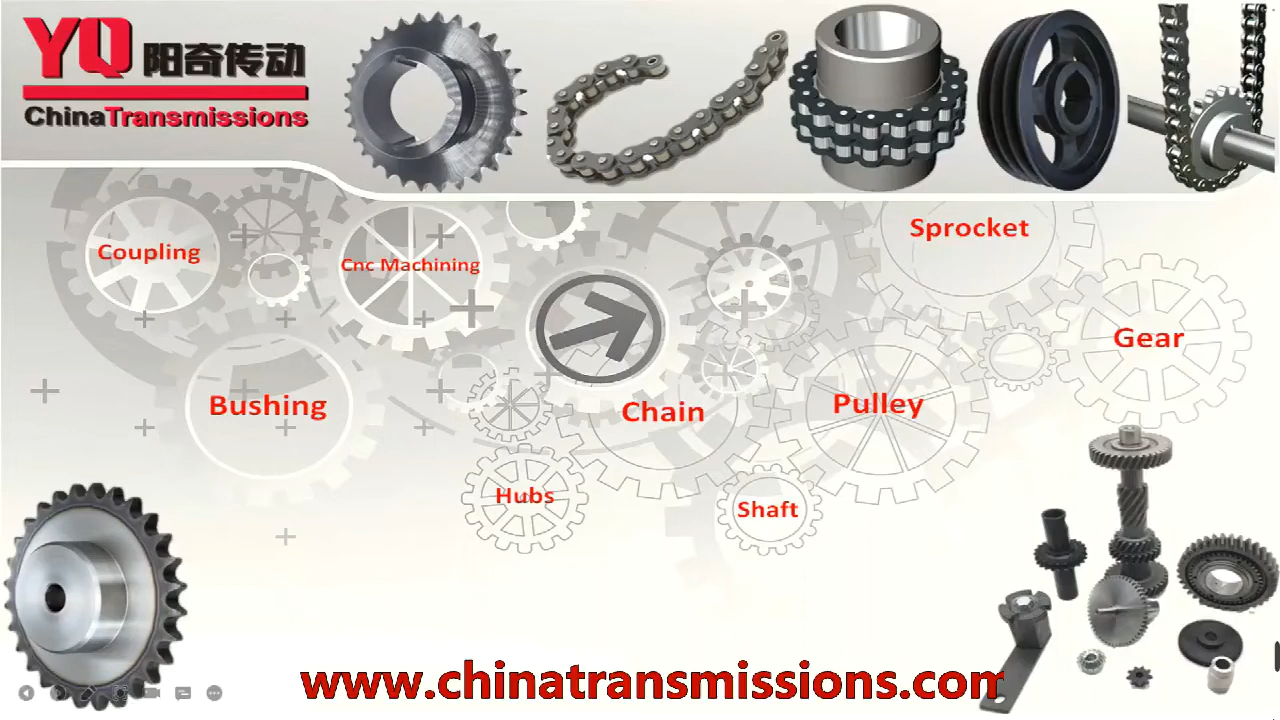 YQ 阳奇传动
ChinaTransmissions
Sprocket
Coupling
Cnc Machining
Gear
Bushing
Chain
Pulley
Hubs
Shaft
www.chinatransmissions.com